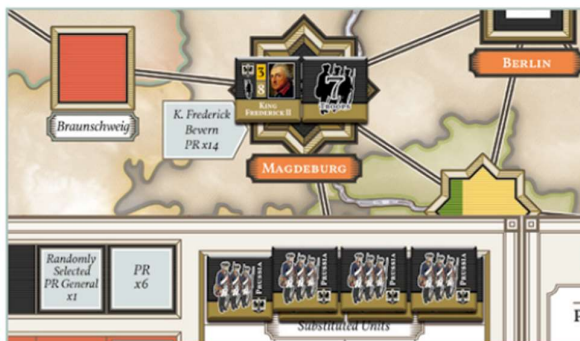 BERLIN
3
8
KING
FREDERICK II
7
TROOPS
Braunschweig
K. Frederick
Bevern
PR x14
MAGDEBURG
Randomly
Selected
PR General
x1
PR
x6
PRUSSIA
PRUSSIA
PRUSSIA
PRUSSIA
Substituted Units
P